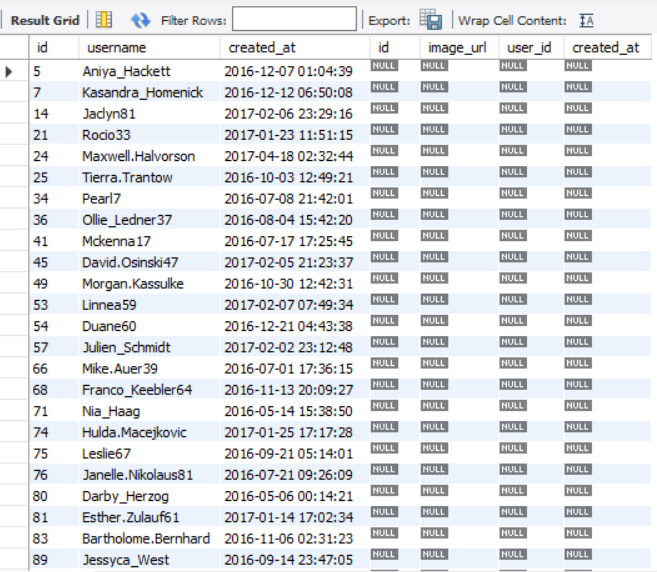 Result Grid Filter Rows: Export: Wrap Cell Content: IA
id username created_at id image_url user_id created_at
5 Aniya_Hackett 2016-12-07 01:04:39 NULL NULL NULL NULL
7 Kasandra_Homenick 2016-12-12 06:50:08 NULL NULL NULL NULL
14 Jaclyn81 2017-02-06 23:29:16 NULL NULL NULL NULL
21 Rocio33 2017-01-23 11:51:15 NULL NULL NULL NULL
24 Maxwell.Halvorson 2017-04-18 02:32:44 NULL NULL NULL NULL
25 Tierra.Trantow 2016-10-03 12:49:21 NULL NULL NULL NULL
34 Pearl7 2016-07-08 21:42:01 NULL NULL NULL NULL
36 Ollie_Ledner37 2016-08-04 15:42:20 NULL NULL NULL NULL
41 Mckenna17 2016-07-17 17:25:45 NULL NULL NULL NULL
45 David.Osinski47 2017-02-05 21:23:37 NULL NULL NULL NULL
49 Morgan.Kassulke 2016-10-30 12:42:31 NULL NULL NULL NULL
53 Linnea59 2017-02-07 07:49:34 NULL NULL NULL NULL
54 Duane60 2016-12-21 04:43:38 NULL NULL NULL NULL
57 Julien_Schmidt 2017-02-02 23:12:48 NULL NULL NULL NULL
66 Mike.Auer39 2016-07-01 17:36:15 NULL NULL NULL NULL
68 Franco_Keebler64 2016-11-13 20:09:27 NULL NULL NULL NULL
71 Nia_Haag 2016-05-14 15:38:50 NULL NULL NULL NULL
74 Hulda.Macejkovic 2017-01-25 17:17:28 NULL NULL NULL NULL
75 Leslie67 2016-09-21 05:14:01 NULL NULL NULL NULL
76 Janelle.Nikolaus81 2016-07-21 09:26:09 NULL NULL NULL NULL
80 Darby_Herzog 2016-05-06 00:14:21 NULL NULL NULL NULL
81 Esther.Zulauf61 2017-01-14 17:02:34 NULL NULL NULL NULL
83 Bartholome.Bernhard 2016-11-06 02:31:23 NULL NULL NULL NULL
89 Jessyca_West 2016-09-14 23:47:05 NULL NULL NULL NULL